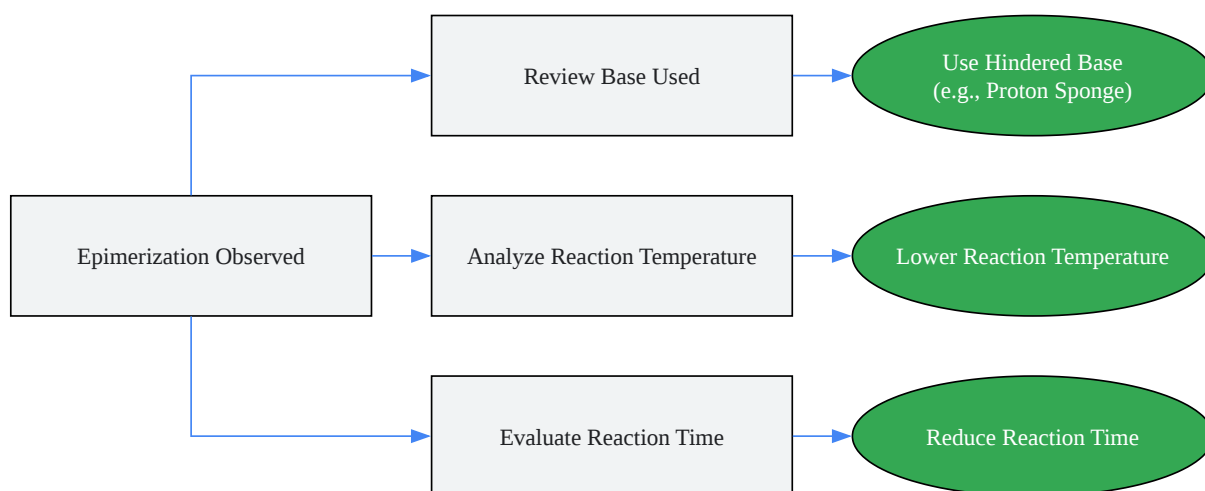 Review Base Used
Use Hindered Base
(e.g., Proton Sponge)
Epimerization Observed
Analyze Reaction Temperature
Lower Reaction Temperature
Evaluate Reaction Time
Reduce Reaction Time